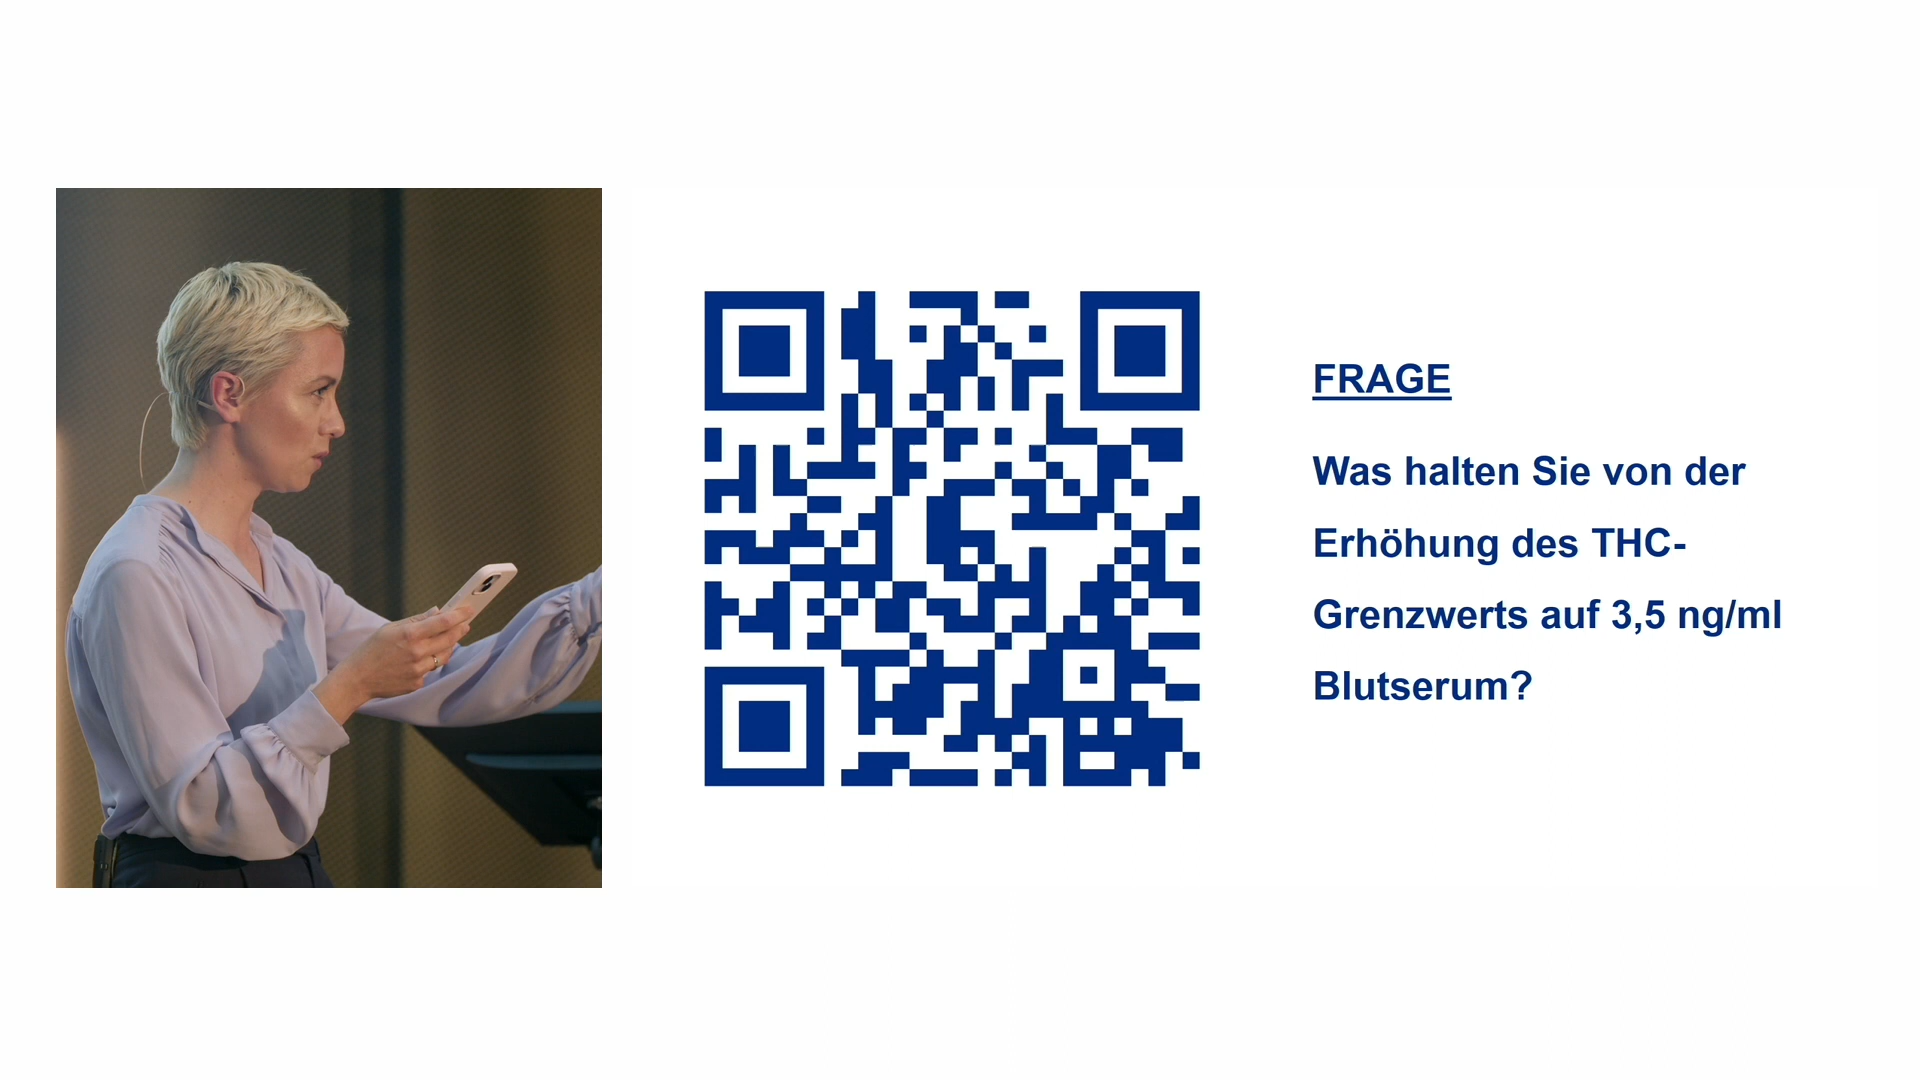 FRAGE
Was halten Sie von der
Erhöhung des THC-
Grenzwerts auf 3,5 ng/ml
Blutserum?